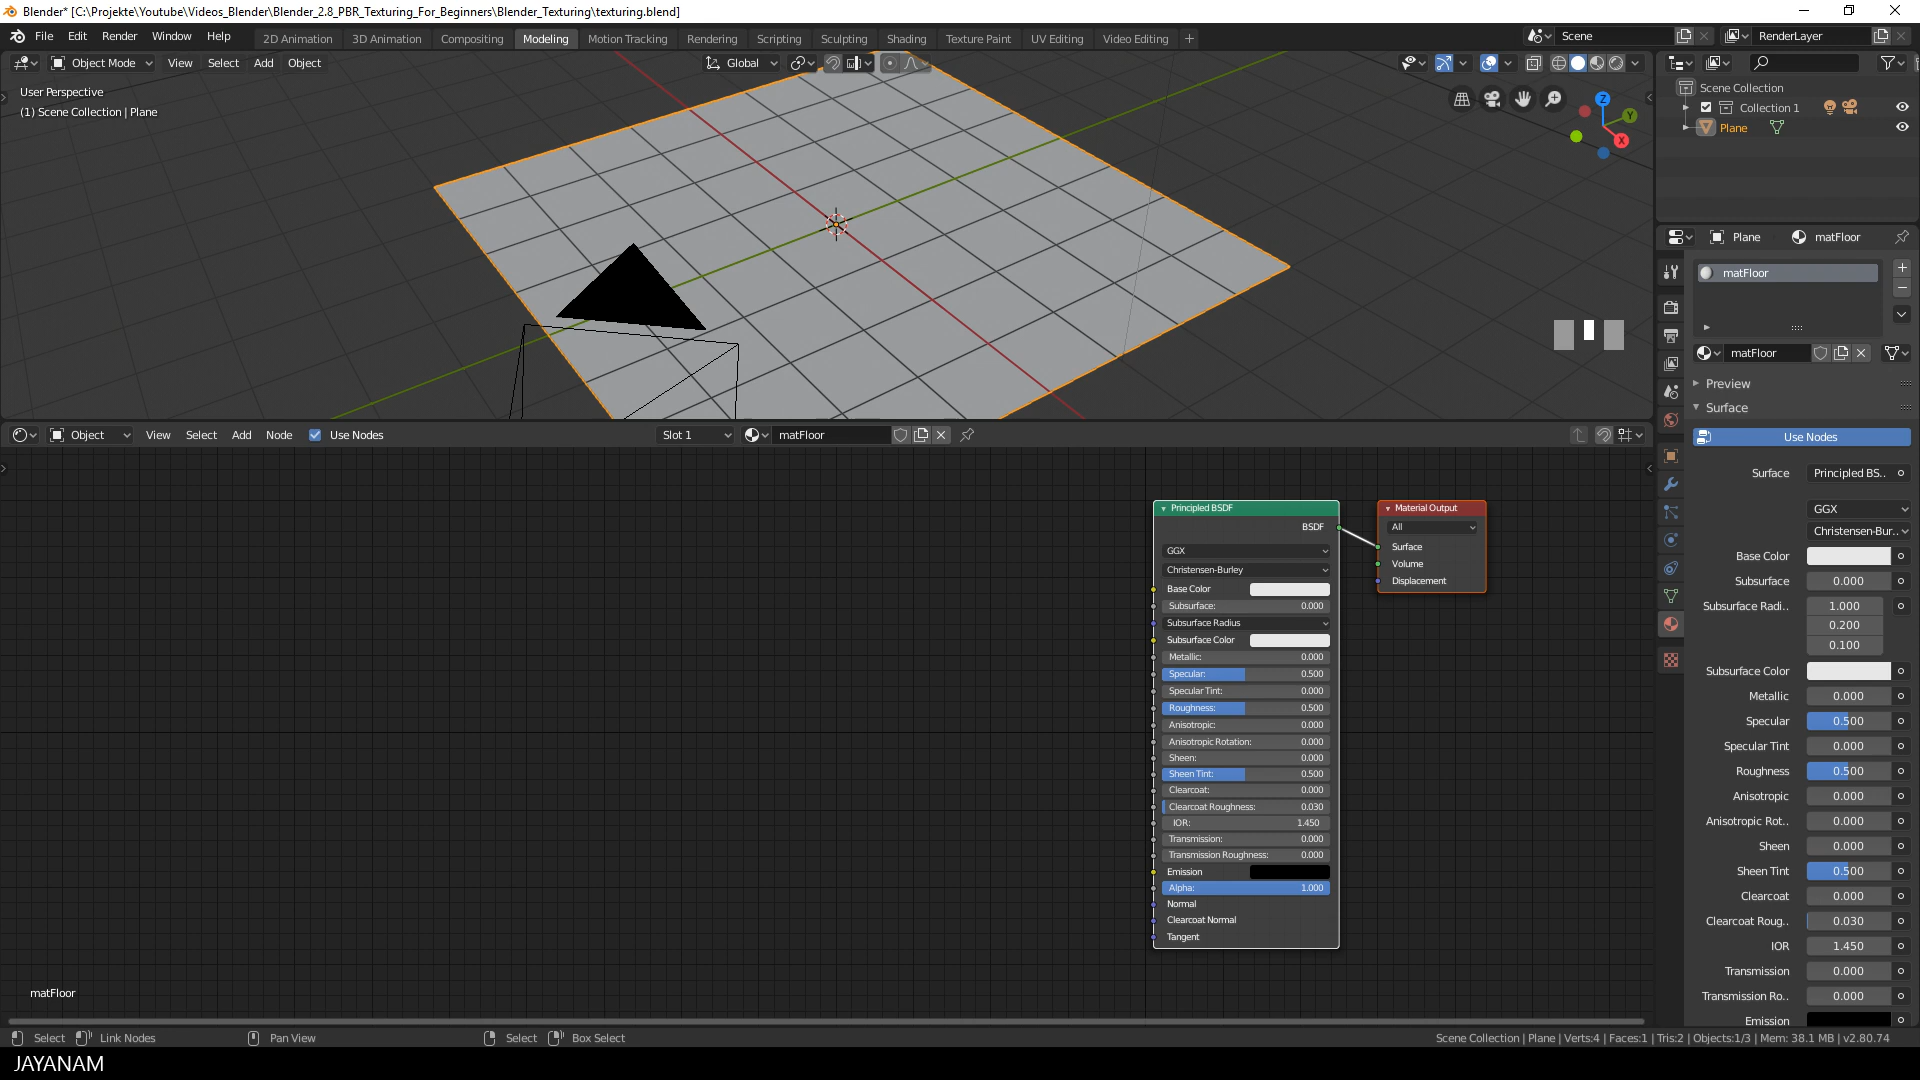 Blender* [C:\Projekte\Youtube\Videos_Blender\Blender_2.8_PBR_Texturing_For_Beginners\Blender_Texturing\texturing.blend]
File Edit Render Window Help
2D Animation 3D Animation Compositing Modeling Motion Tracking Rendering Scripting Sculpting Shading Texture Paint UV Editing Video Editing +
Scene
RenderLayer
Object Mode View Select Add Object
Global
User Perspective
(1) Scene Collection | Plane
Z
Y
X
Scene Collection
Collection 1
Plane
Plane matFloor
matFloor
matFloor
Preview
Surface
Use Nodes
Surface Principled BS..
GGX
Christensen-Bur..
Base Color
Subsurface 0.000
Subsurface Radi.. 1.000
0.200
0.100
Subsurface Color
Metallic 0.000
Specular 0.500
Specular Tint 0.000
Roughness 0.500
Anisotropic 0.000
Anisotropic Rot.. 0.000
Sheen 0.000
Sheen Tint 0.500
Clearcoat 0.000
Clearcoat Roug.. 0.030
IOR 1.450
Transmission 0.000
Transmission Ro.. 0.000
Emission
Object View Select Add Node Use Nodes
Slot 1
matFloor
Principled BSDF
BSDF
GGX
Christensen-Burley
Base Color
Subsurface: 0.000
Subsurface Radius
Subsurface Color
Metallic: 0.000
Specular: 0.500
Specular Tint: 0.000
Roughness: 0.500
Anisotropic: 0.000
Anisotropic Rotation: 0.000
Sheen: 0.000
Sheen Tint: 0.500
Clearcoat: 0.000
Clearcoat Roughness: 0.030
IOR: 1.450
Transmission: 0.000
Transmission Roughness: 0.000
Emission
Alpha: 1.000
Normal
Clearcoat Normal
Tangent
Material Output
All
Surface
Volume
Displacement
matFloor
Select Link Nodes Pan View Select Box Select
Scene Collection | Plane | Verts:4 | Faces:1 | Tris:2 | Objects:1/3 | Mem: 38.1 MB | v2.80.74
JAYANAM